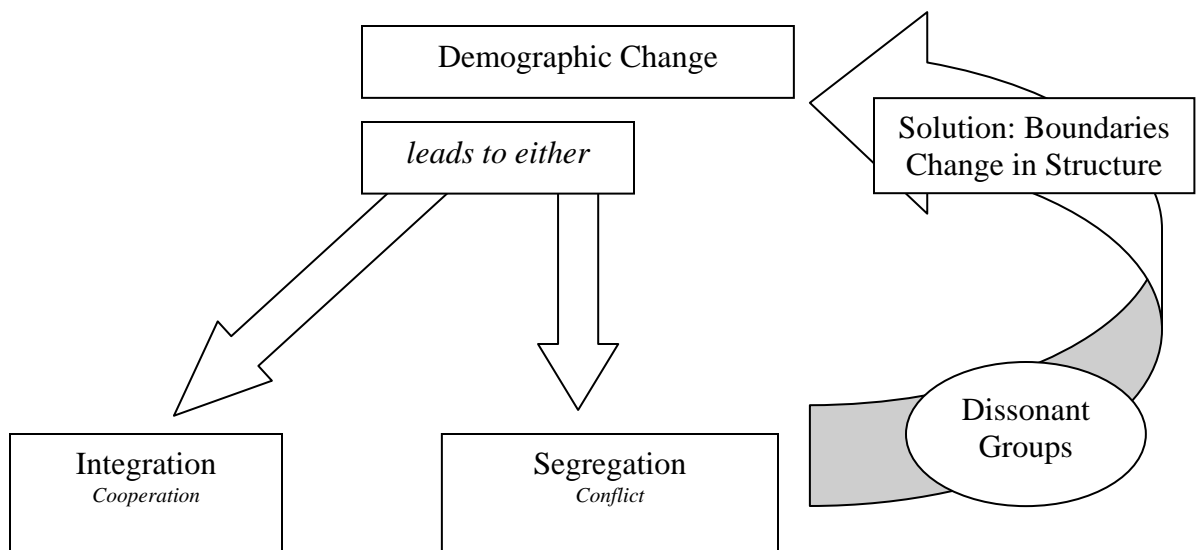 Demographic Change
leads to either
Solution: Boundaries
Change in Structure
Dissonant
Groups
Integration
Cooperation
Segregation
Conflict